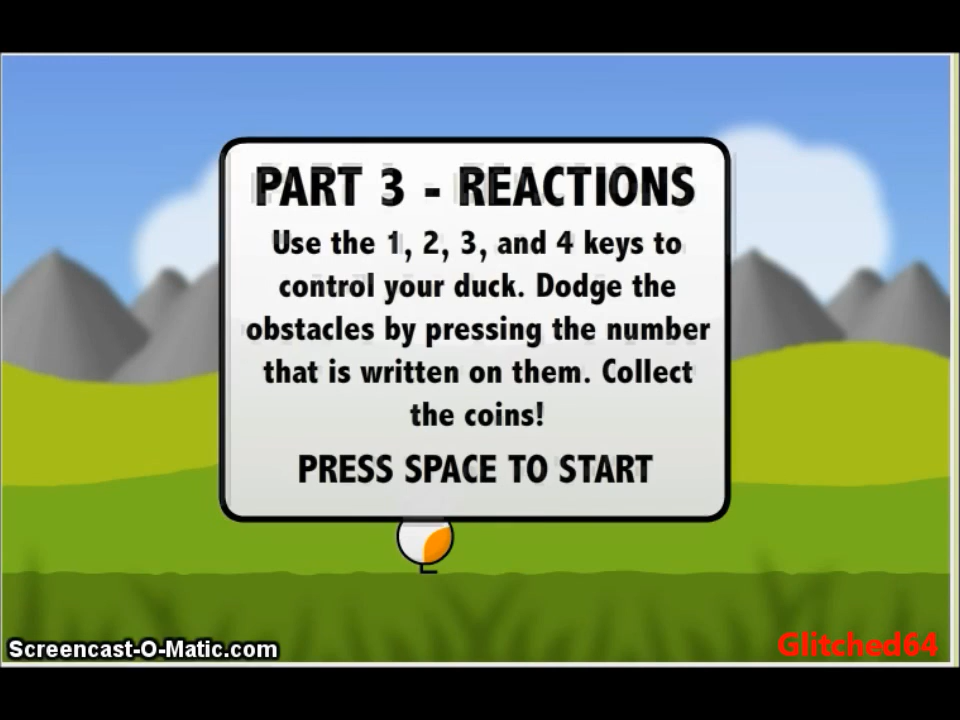 PART 3 - REACTIONS
Use the 1, 2, 3, and 4 keys to
control your duck. Dodge the
obstacles by pressing the number
that is written on them. Collect
the coins!
PRESS SPACE TO START
Screencast-O-Matic.com
Glitched64